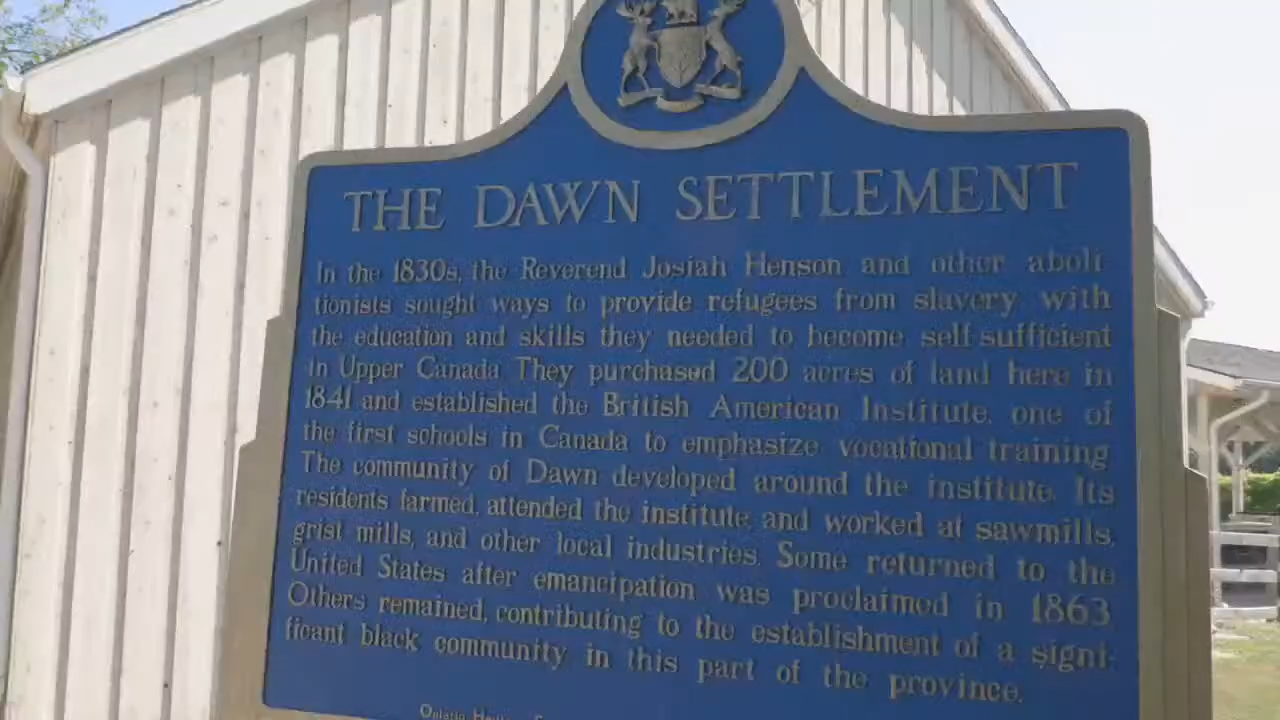 THE DAWN SETTLEMENT
In the 1830s, the Reverend Josiah Henson and other aboli
tionists sought ways to provide refugees from slavery with
the education and skills they needed to become self-sufficient
in Upper Canada. They purchased 200 acres of land here in
1841 and established the British American Institute, one of
the first schools in Canada to emphasize vocational training.
The community of Dawn developed around the institute. Its
residents farmed, attended the institute, and worked at sawmills,
grist mills, and other local industries. Some returned to the
United States after emancipation was proclaimed in 1863.
Others remained, contributing to the establishment of a signi-
ficant black community in this part of the province.
Ontario